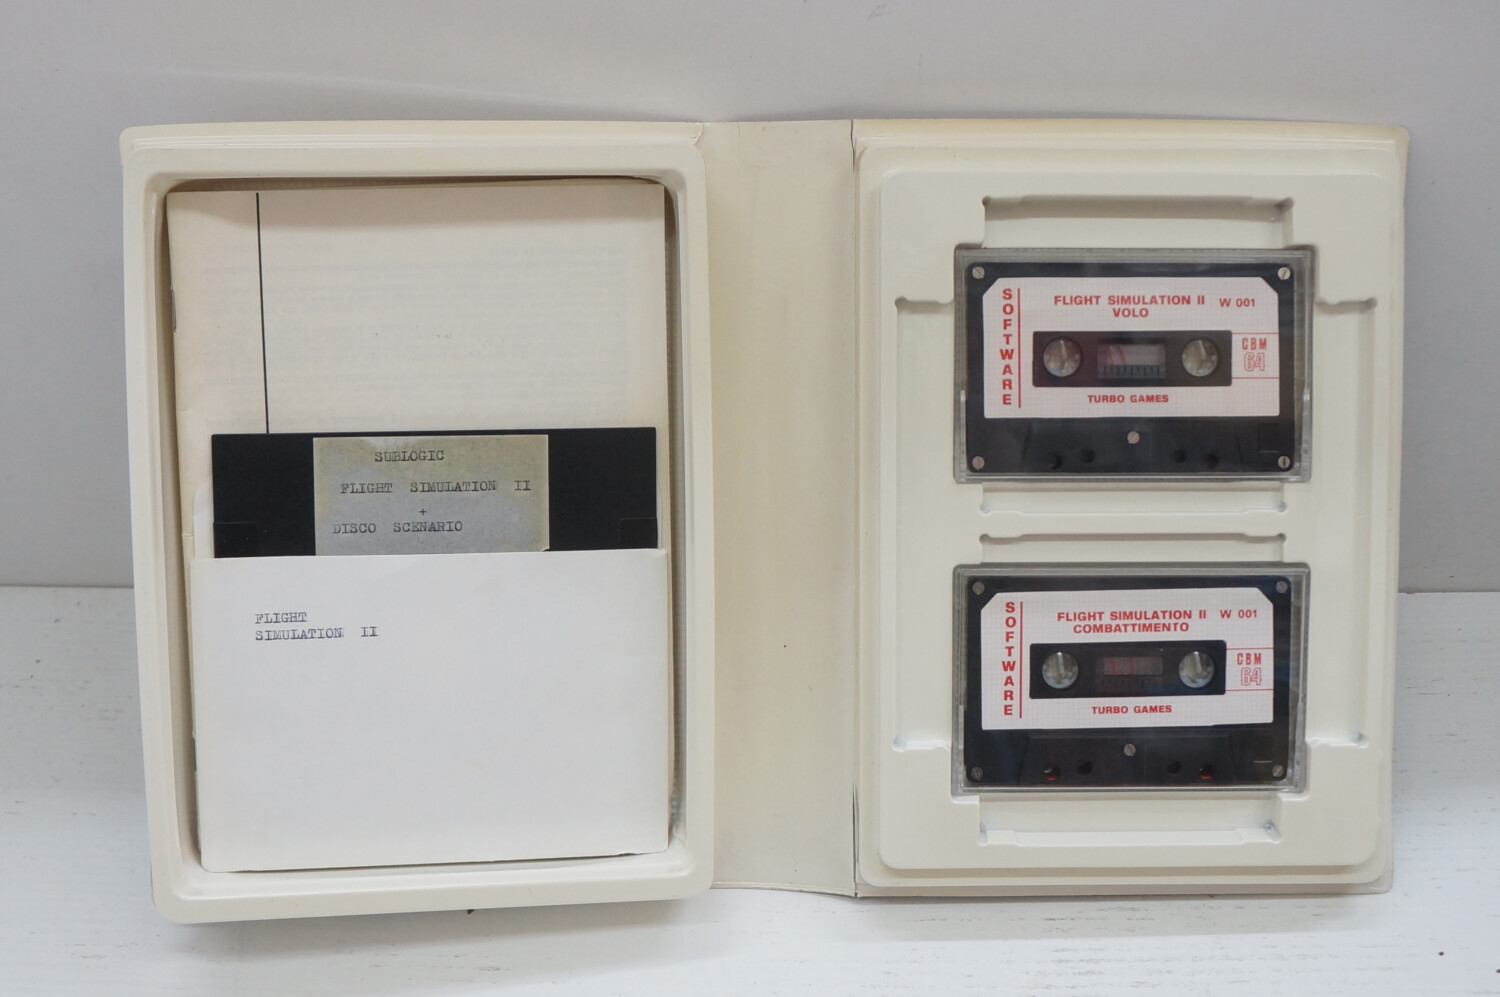 SUBLOGIC
FLIGHT SIMULATION II
+
DISCO SCENARIO
FLIGHT
SIMULATION II
SOFTWARE
FLIGHT SIMULATION II W 001
VOLO
CBM
64
TURBO GAMES
SOFTWARE
FLIGHT SIMULATION II W 001
COMBATTIMENTO
CBM
64
TURBO GAMES